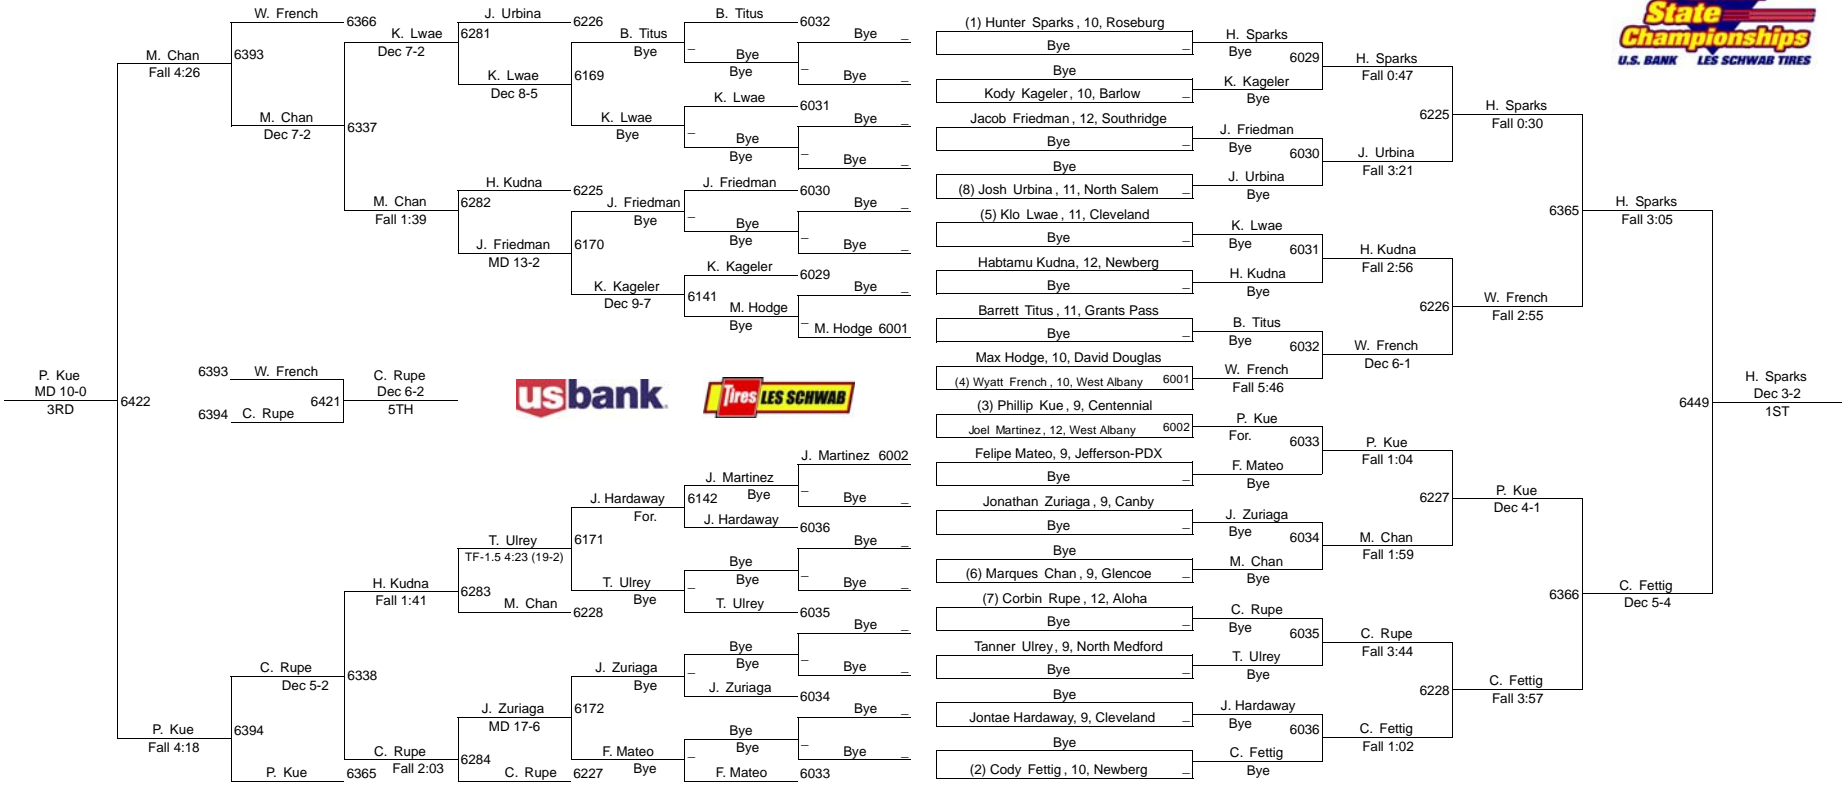 State
Championships
U.S. BANK LES SCHWAB TIRES
W. French
6366
6393
M. Chan
Fall 4:26
M. Chan
Dec 7-2
K. Lwae
Dec 7-2
6337
M. Chan
Fall 1:39
J. Urbina
6226
6281
K. Lwae
Dec 8-5
H. Kudna
6225
6282
J. Friedman
MD 13-2
B. Titus
Bye
6169
K. Lwae
Bye
J. Friedman
Bye
6170
K. Kageler
Dec 9-7
B. Titus
6032
_
Bye
Bye
K. Lwae
6031
_
Bye
Bye
J. Friedman
6030
_
Bye
Bye
K. Kageler
6029
6141
M. Hodge
Bye
Bye _
_ Bye _
Bye _
_ Bye _
Bye _
_ Bye _
Bye _
_ M. Hodge 6001
P. Kue
MD 10-0
3RD
6422
6393 W. French
6421
6394 C. Rupe
C. Rupe
Dec 6-2
5TH
usbank.
Tires LES SCHWAB
J. Martinez 6002
_ Bye _
J. Martinez
6142 Bye
J. Hardaway
6036
J. Hardaway
For.
6171
T. Ulrey
Bye
T. Ulrey
TF-1.5 4:23 (19-2)
6283
M. Chan
6228
H. Kudna
Fall 1:41
6338
C. Rupe
Dec 5-2
6394
P. Kue
Fall 4:18
P. Kue
6365
C. Rupe
Fall 2:03
J. Zuriaga
MD 17-6
6284
C. Rupe
6227
J. Zuriaga
Bye
6172
F. Mateo
Bye
Bye
Bye
_
T. Ulrey
6035
Bye
Bye
_
J. Zuriaga
6034
Bye
Bye
_
F. Mateo
6033
Bye _
_ Bye _
Bye _
_ Bye _
Bye _
_ Bye _
(1) Hunter Sparks , 10, Roseburg
Bye _
Bye
Kody Kageler , 10, Barlow _
Jacob Friedman , 12, Southridge
Bye _
Bye
(8) Josh Urbina , 11, North Salem _
(5) Klo Lwae , 11, Cleveland
Bye _
Habtamu Kudna, 12, Newberg
Bye _
Barrett Titus , 11, Grants Pass
Bye _
Max Hodge, 10, David Douglas
(4) Wyatt French , 10, West Albany 6001
(3) Phillip Kue , 9, Centennial
Joel Martinez , 12, West Albany 6002
Felipe Mateo, 9, Jefferson-PDX
Bye _
Jonathan Zuriaga , 9, Canby
Bye _
Bye
(6) Marques Chan , 9, Glencoe _
(7) Corbin Rupe , 12, Aloha
Bye _
Tanner Ulrey , 9, North Medford
Bye _
Bye
Jontae Hardaway, 9, Cleveland _
Bye
(2) Cody Fettig , 10, Newberg _
H. Sparks
Bye
6029
K. Kageler
Bye
J. Friedman
Bye
6030
J. Urbina
Bye
K. Lwae
Bye
6031
H. Kudna
Bye
B. Titus
Bye
6032
W. French
Fall 5:46
P. Kue
For.
6033
F. Mateo
Bye
J. Zuriaga
Bye
6034
M. Chan
Bye
C. Rupe
Bye
6035
T. Ulrey
Bye
J. Hardaway
Bye
6036
C. Fettig
Bye
H. Sparks
Fall 0:47
6225
J. Urbina
Fall 3:21
H. Kudna
Fall 2:56
6226
W. French
Dec 6-1
P. Kue
Fall 1:04
6227
M. Chan
Fall 1:59
C. Rupe
Fall 3:44
6228
C. Fettig
Fall 1:02
H. Sparks
Fall 0:30
6365
W. French
Fall 2:55
P. Kue
Dec 4-1
6366
C. Fettig
Fall 3:57
H. Sparks
Fall 3:05
6449
C. Fettig
Dec 5-4
H. Sparks
Dec 3-2
1ST